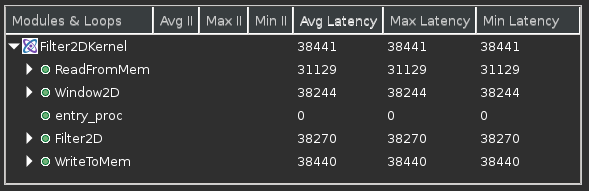 Modules & Loops Avg II Max II Min II Avg Latency Max Latency Min Latency
Filter2DKernel 38441 38441 38441
ReadFromMem 31129 31129 31129
Window2D 38244 38244 38244
entry_proc 0 0 0
Filter2D 38270 38270 38270
WriteToMem 38440 38440 38440